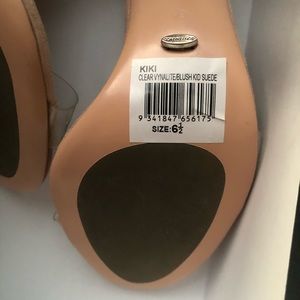 KIKI
CLEAR VYNALITE/BLUSH KID SUEDE
9 341847 656175
SIZE: 6½